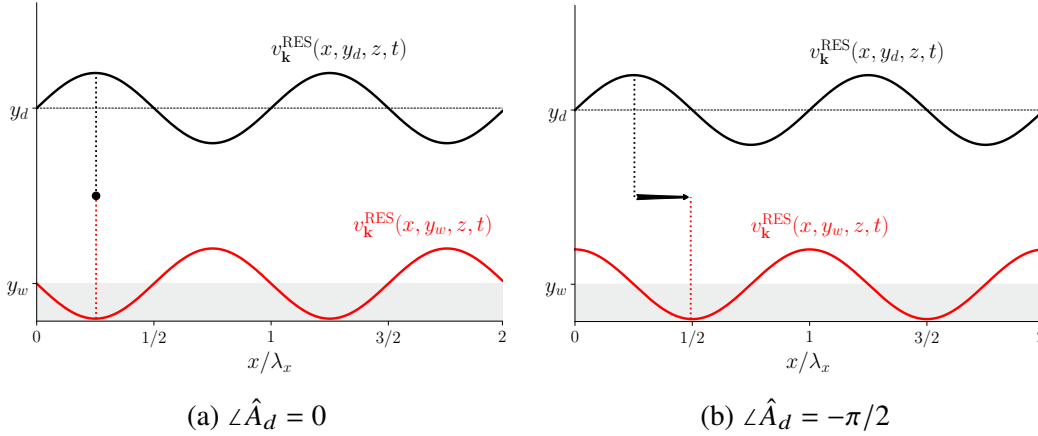 v_k^RES(x, y_d, z, t)
y_d
v_k^RES(x, y_w, z, t)
y_w
0 1/2 1 3/2 2
x/λ_x
(a) ∠Â_d = 0
v_k^RES(x, y_d, z, t)
y_d
v_k^RES(x, y_w, z, t)
y_w
0 1/2 1 3/2
x/λ_x
(b) ∠Â_d = −π/2